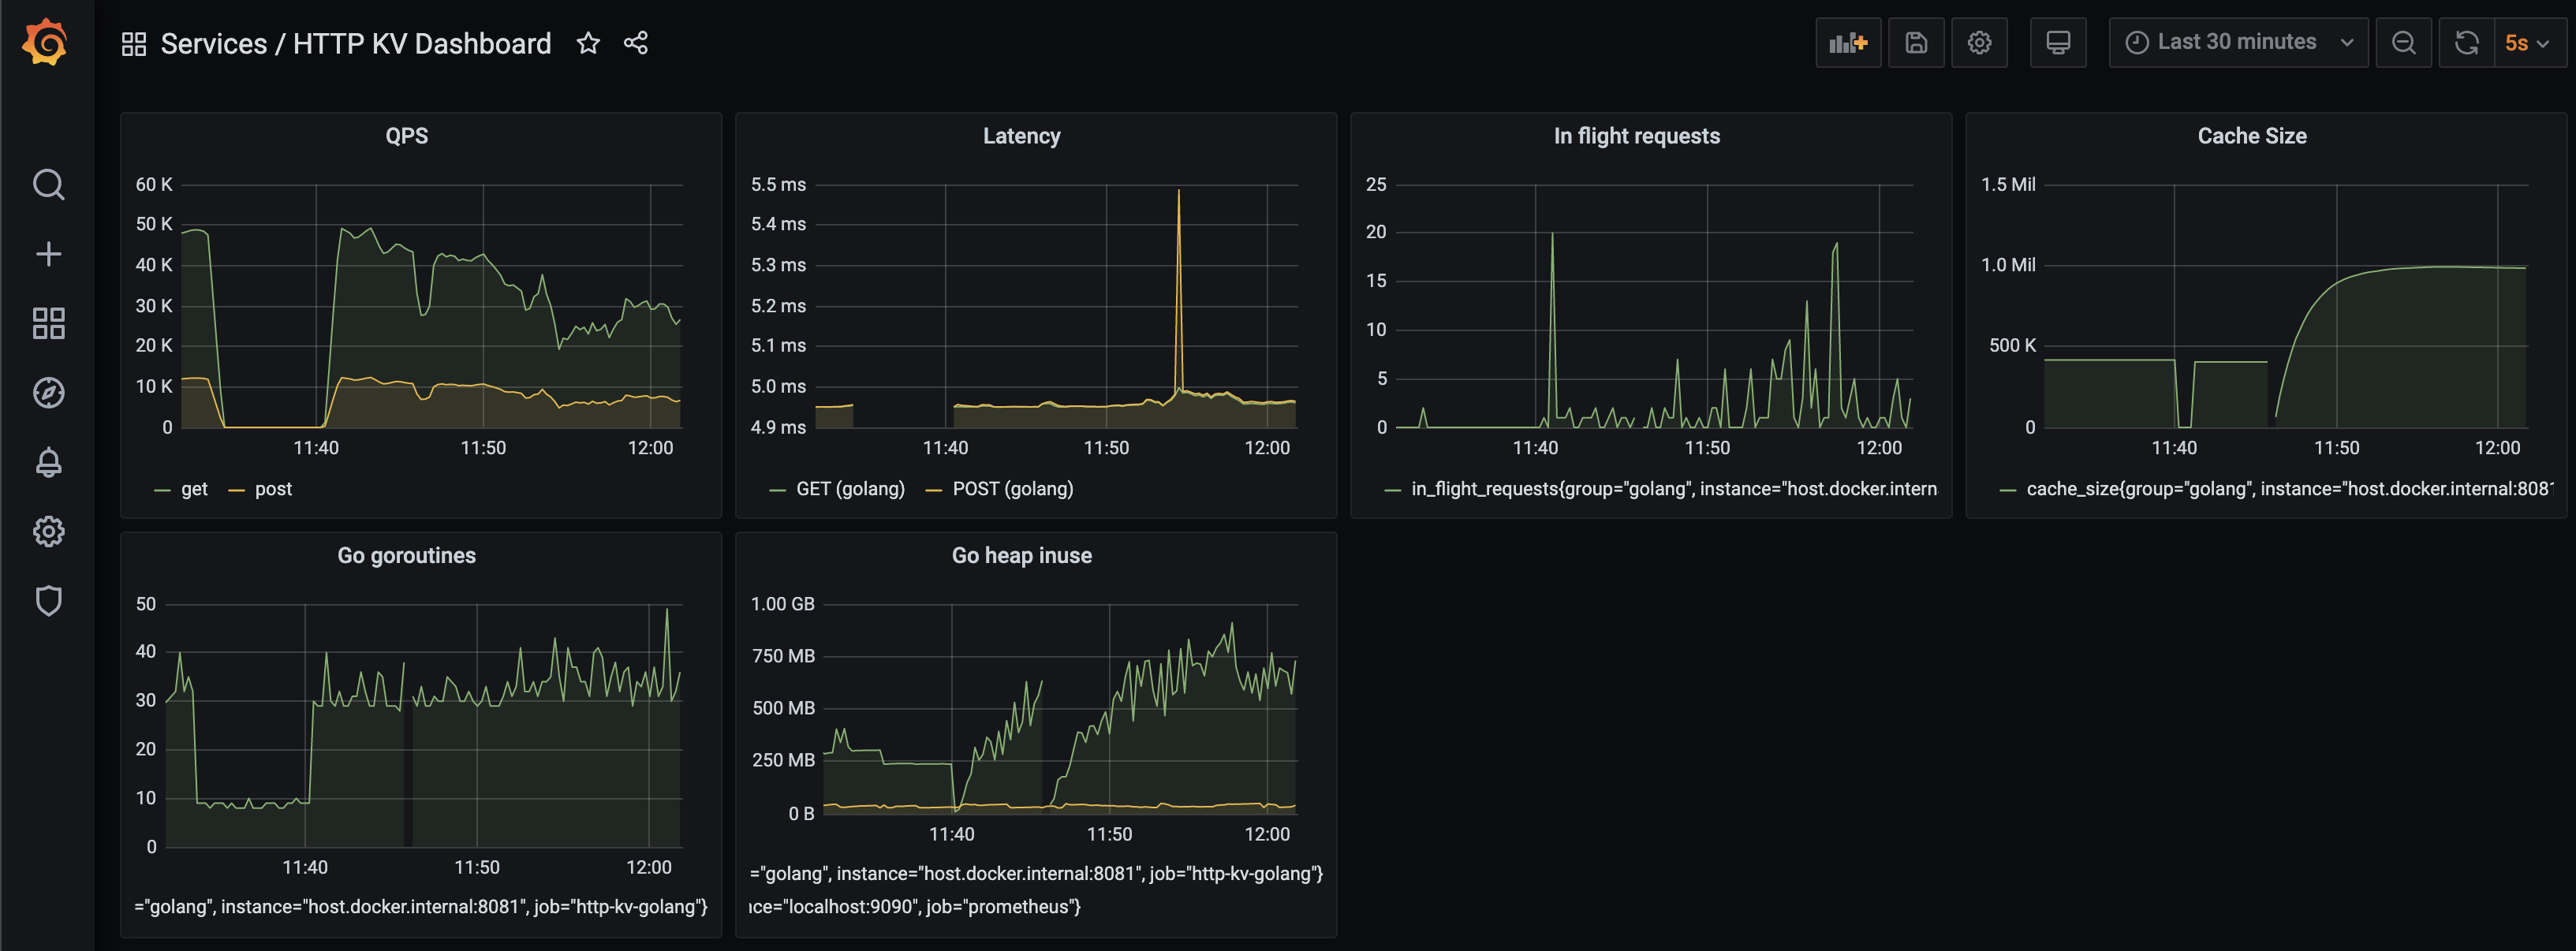 Services / HTTP KV Dashboard
Last 30 minutes
5s
QPS
60 K
50 K
40 K
30 K
20 K
10 K
0
11:40 11:50 12:00
get post
Latency
5.5 ms
5.4 ms
5.3 ms
5.2 ms
5.1 ms
5.0 ms
4.9 ms
11:40 11:50 12:00
GET (golang) POST (golang)
In flight requests
25
20
15
10
5
0
11:40 11:50 12:00
in_flight_requests{group="golang", instance="host.docker.intern
Cache Size
1.5 Mil
1.0 Mil
500 K
0
11:40 11:50 12:00
cache_size{group="golang", instance="host.docker.internal:8081
Go goroutines
50
40
30
20
10
0
11:40 11:50 12:00
="golang", instance="host.docker.internal:8081", job="http-kv-golang"}
Go heap inuse
1.00 GB
750 MB
500 MB
250 MB
0 B
11:40 11:50 12:00
="golang", instance="host.docker.internal:8081", job="http-kv-golang"}
nce="localhost:9090", job="prometheus"}